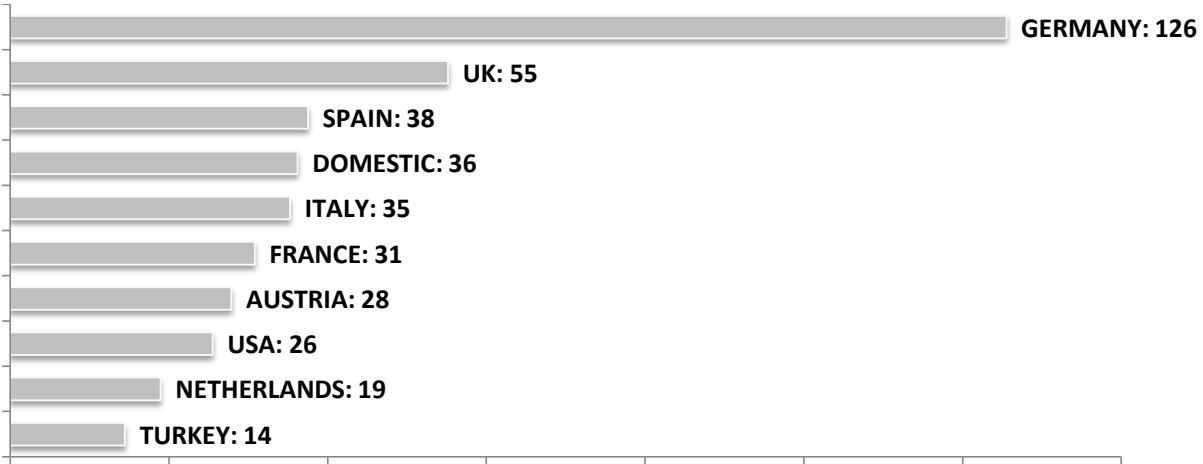 GERMANY: 126
UK: 55
SPAIN: 38
DOMESTIC: 36
ITALY: 35
FRANCE: 31
AUSTRIA: 28
USA: 26
NETHERLANDS: 19
TURKEY: 14